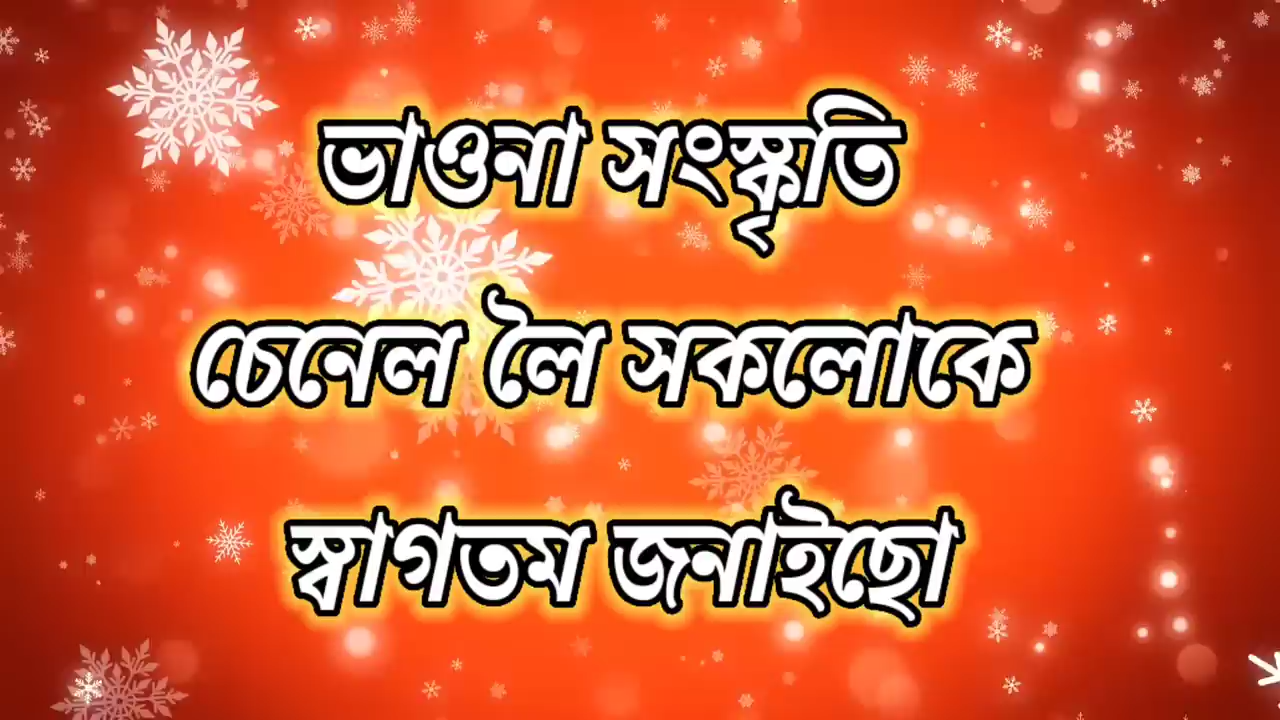 ভাওনা সংস্কৃতি
চেনেল লৈ সকলোকে
স্বাগতম জনাইছো